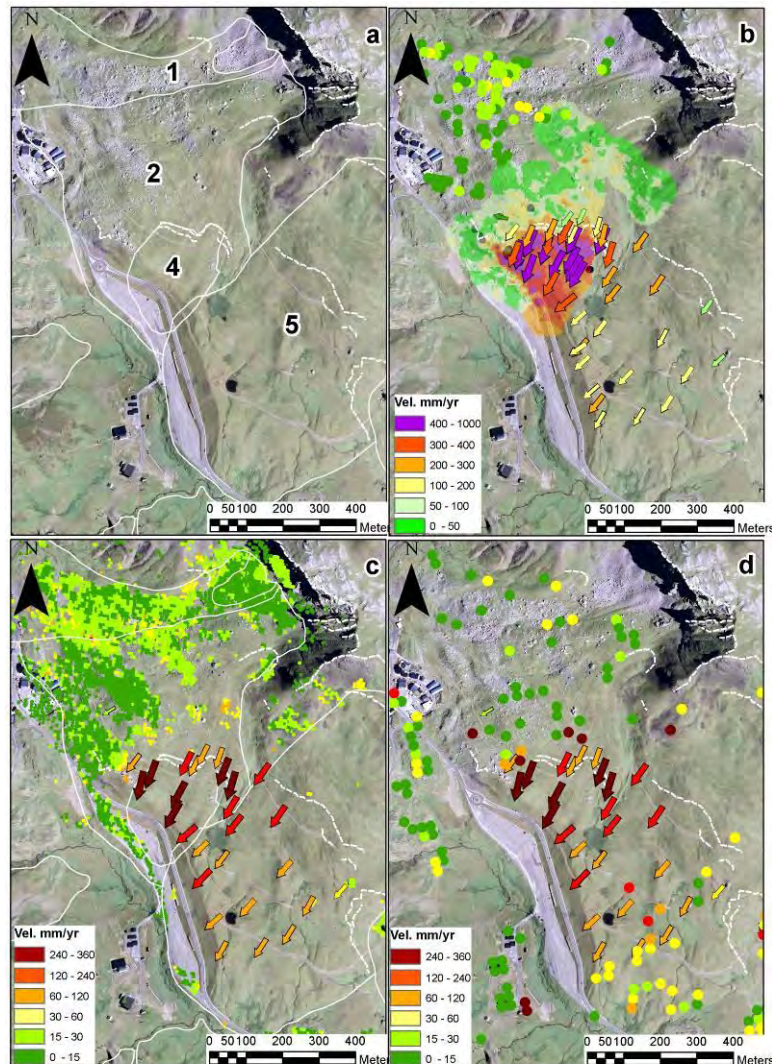 N
a
1
2
4
5
0 50 100 200 300 400
Meters
N
b
Vel. mm/yr
400 - 1000
300 - 400
200 - 300
100 - 200
50 - 100
0 - 50
0 50 100 200 300 400
Meters
N
c
Vel. mm/yr
240 - 360
120 - 240
60 - 120
30 - 60
15 - 30
0 - 15
0 50 100 200 300 400
Meters
N
d
Vel. mm/yr
240 - 360
120 - 240
60 - 120
30 - 60
15 - 30
0 - 15
0 50 100 200 300 400
Meters